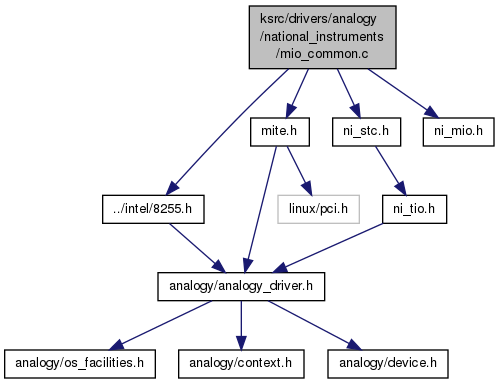 ksrc/drivers/analogy
/national_instruments
/mio_common.c
mite.h
ni_stc.h
ni_mio.h
../intel/8255.h
linux/pci.h
ni_tio.h
analogy/analogy_driver.h
analogy/os_facilities.h
analogy/context.h
analogy/device.h